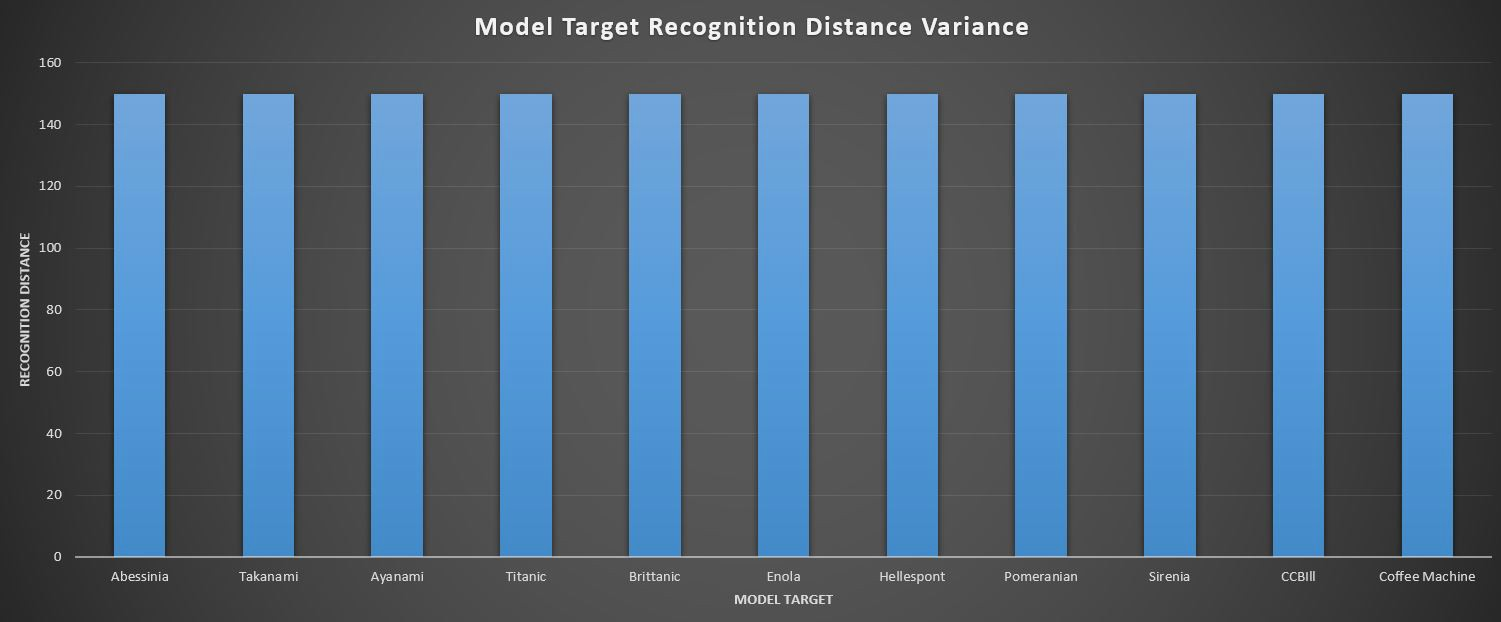 Model Target Recognition Distance Variance
160
140
120
100
80
60
40
20
0
RECOGNITION DISTANCE
Abessinia Takanami Ayanami Titanic Brittanic Enola Hellespont Pomeranian Sirenia CCBIll Coffee Machine
MODEL TARGET